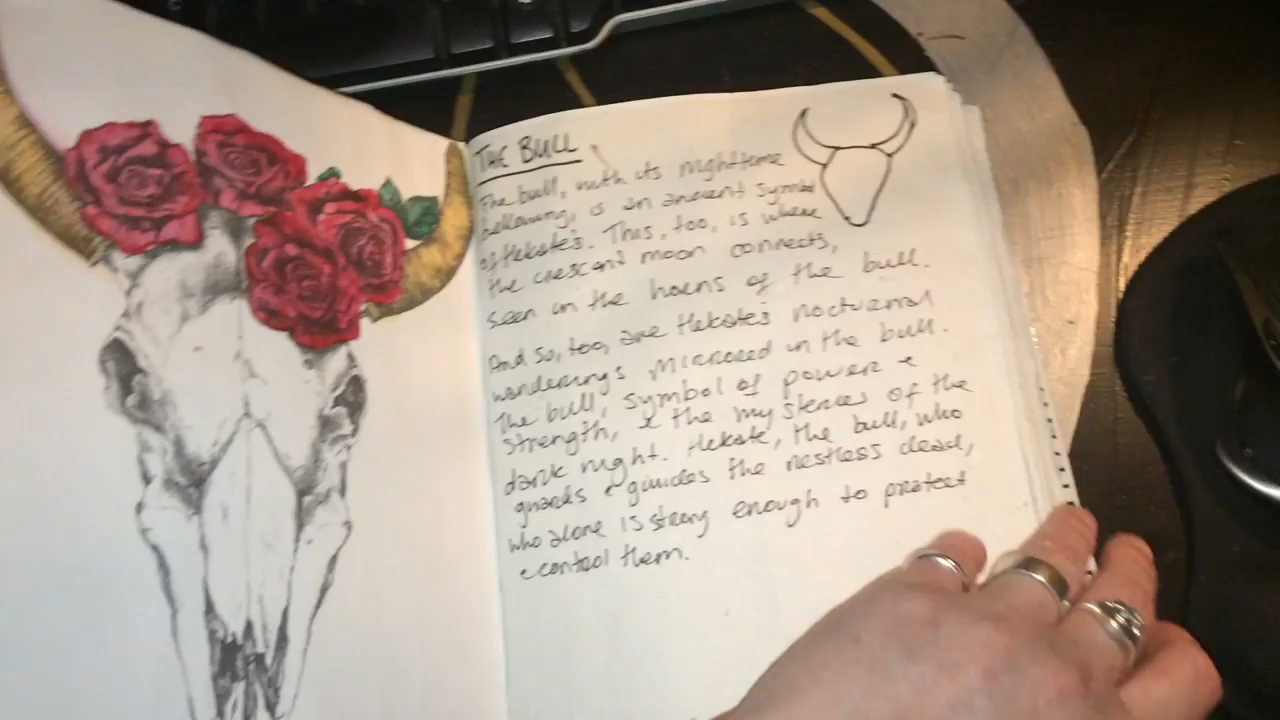 THE BULL
The bull, with its nighttime
bellowing, is an ancient symbol
of Hekate's. This, too, is where
the crescent moon connects,
seen in the horns of the bull.
And so, too, are Hekate's nocturnal
wanderings mirrored in the bull.
The bull, symbol of power &
strength, & the mysteries of the
dark night. Hekate, the bull, who
guards & guides the restless dead,
who alone is strong enough to protect
& control them.